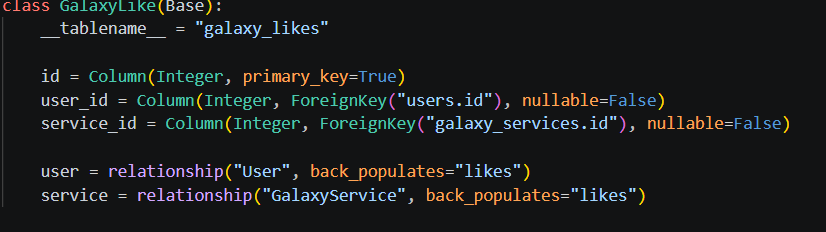 class GalaxyLike(Base):
    __tablename__ = "galaxy_likes"

    id = Column(Integer, primary_key=True)
    user_id = Column(Integer, ForeignKey("users.id"), nullable=False)
    service_id = Column(Integer, ForeignKey("galaxy_services.id"), nullable=False)

    user = relationship("User", back_populates="likes")
    service = relationship("GalaxyService", back_populates="likes")